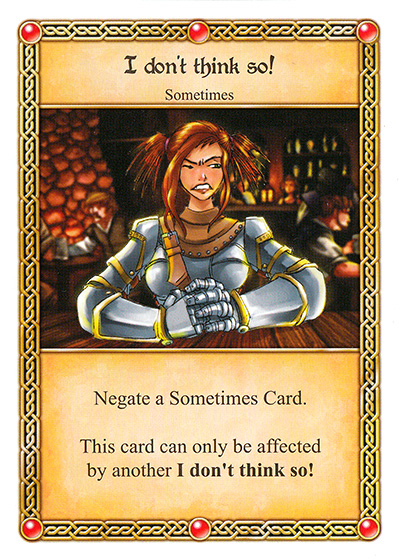 I don't think so!
Sometimes
Negate a Sometimes Card.
This card can only be affected
by another I don't think so!